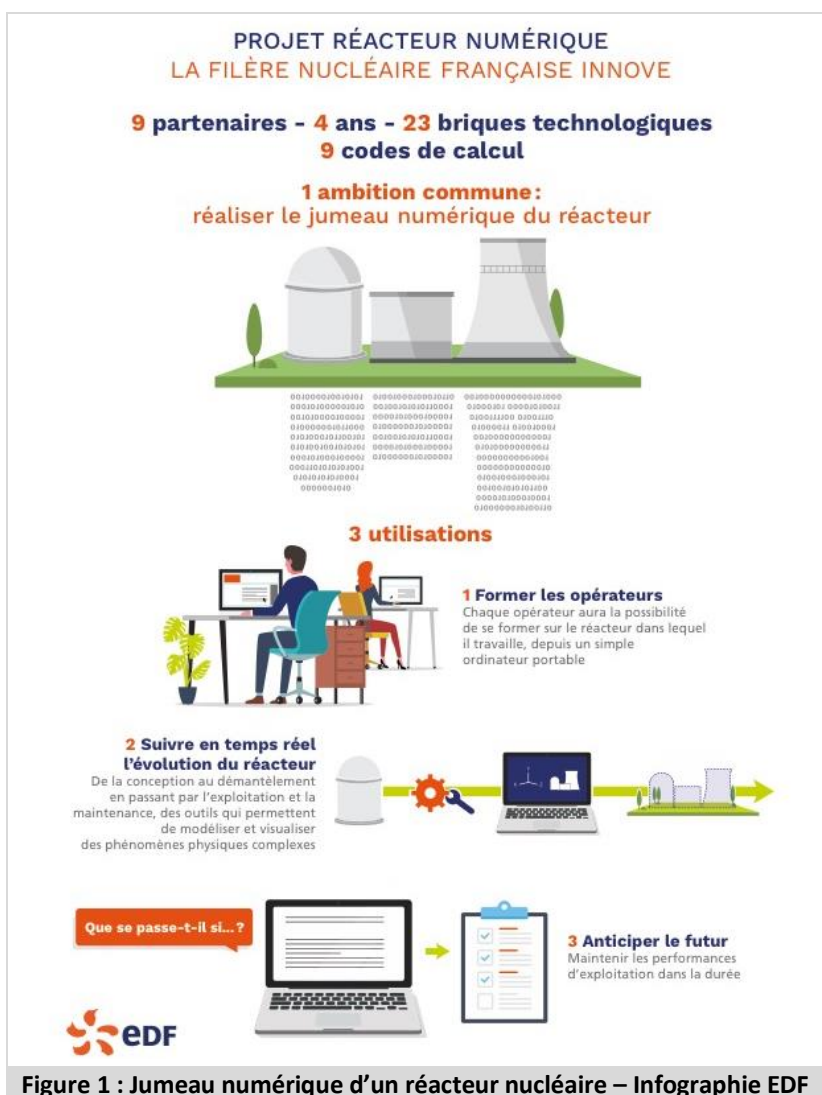 PROJET RÉACTEUR NUMÉRIQUE
LA FILÈRE NUCLÉAIRE FRANÇAISE INNOVE
9 partenaires - 4 ans - 23 briques technologiques
9 codes de calcul
1 ambition commune:
réaliser le jumeau numérique du réacteur
3 utilisations
1 Former les opérateurs
Chaque opérateur aura la possibilité
de se former sur le réacteur dans lequel
il travaille, depuis un simple
ordinateur portable
2 Suivre en temps réel
l'évolution du réacteur
De la conception au démantèlement
en passant par l'exploitation et la
maintenance, des outils qui permettent
de modéliser et visualiser
des phénomènes physiques complexes
Que se passe-t-il si...?
3 Anticiper le futur
Maintenir les performances
d'exploitation dans la durée
eDF
Figure 1 : Jumeau numérique d'un réacteur nucléaire – Infographie EDF